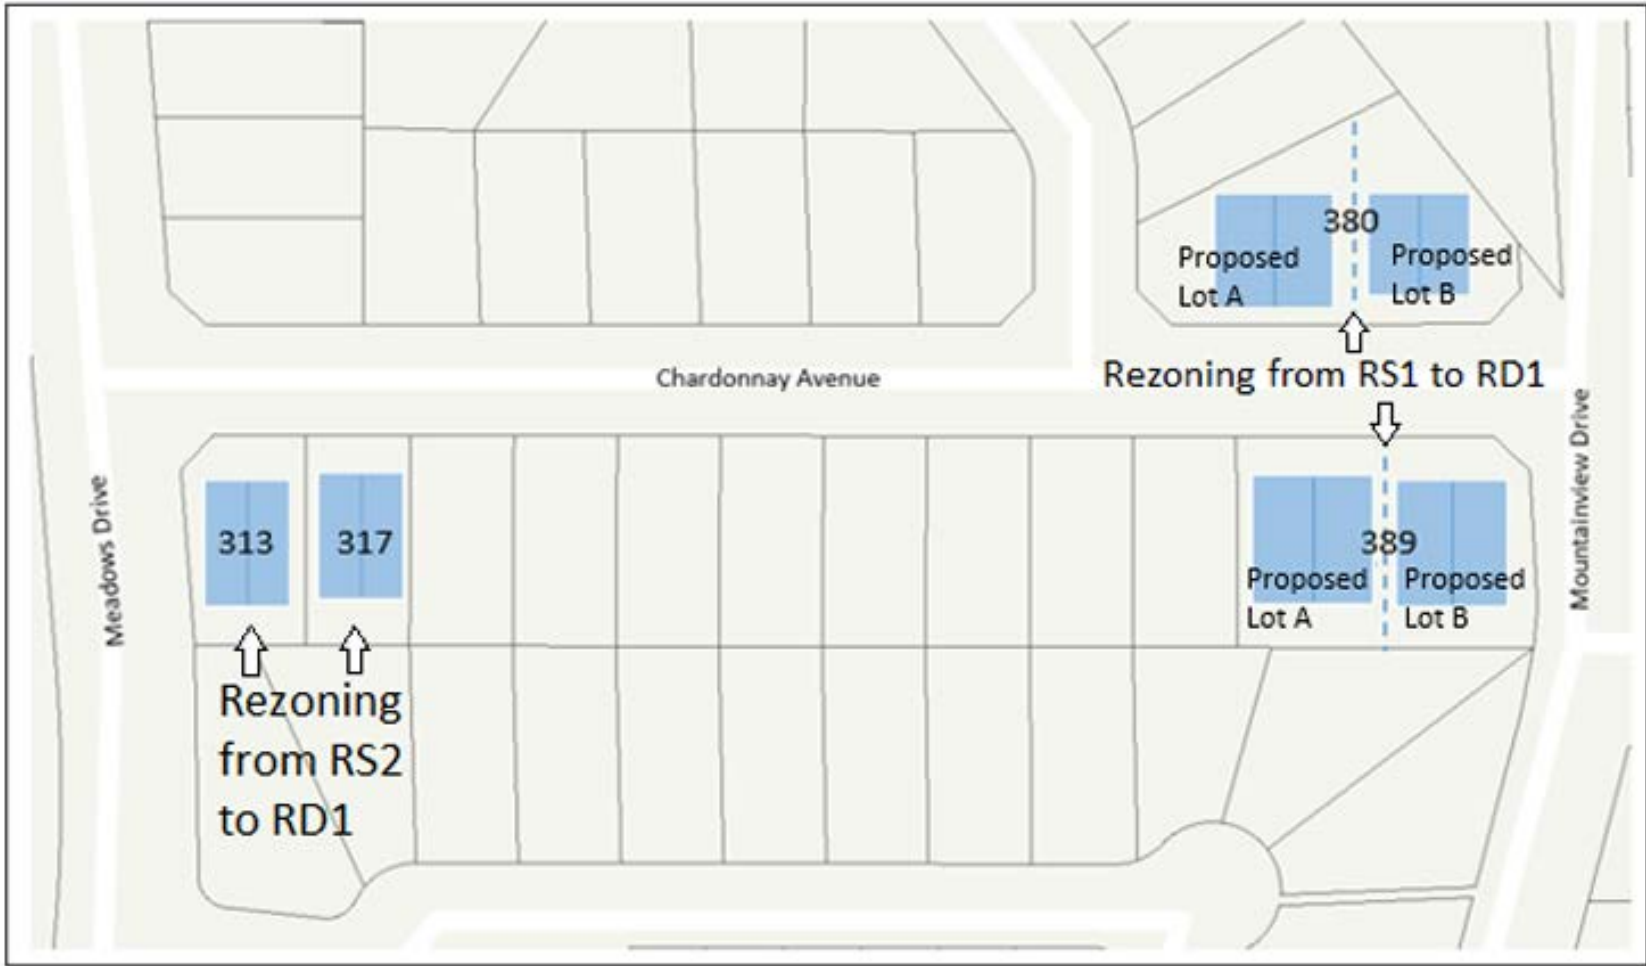 380
Proposed
Lot A
Proposed
Lot B
Chardonnay Avenue
Rezoning from RS1 to RD1
Mountainview Drive
Meadows Drive
313
317
389
Proposed
Lot A
Proposed
Lot B
Rezoning
from RS2
to RD1